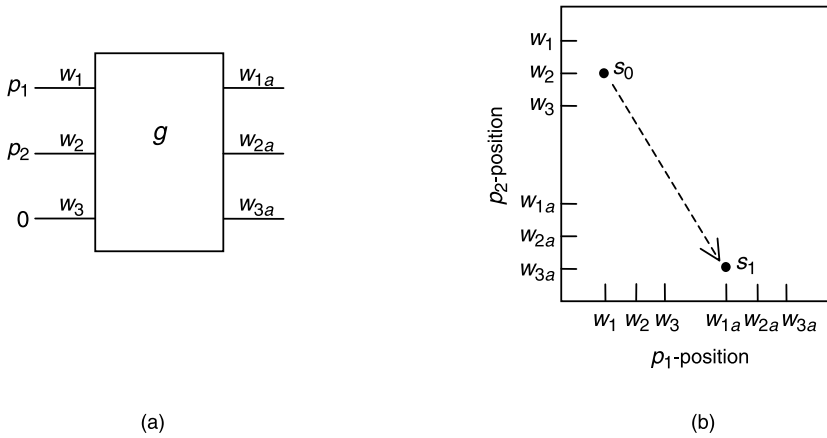 p1 w1 w1a
g
p2 w2 w2a
0 w3 w3a
(a)
p2-position
w1
w2 s0
w3
w1a
w2a
w3a s1
w1 w2 w3 w1a w2a w3a
p1-position
(b)